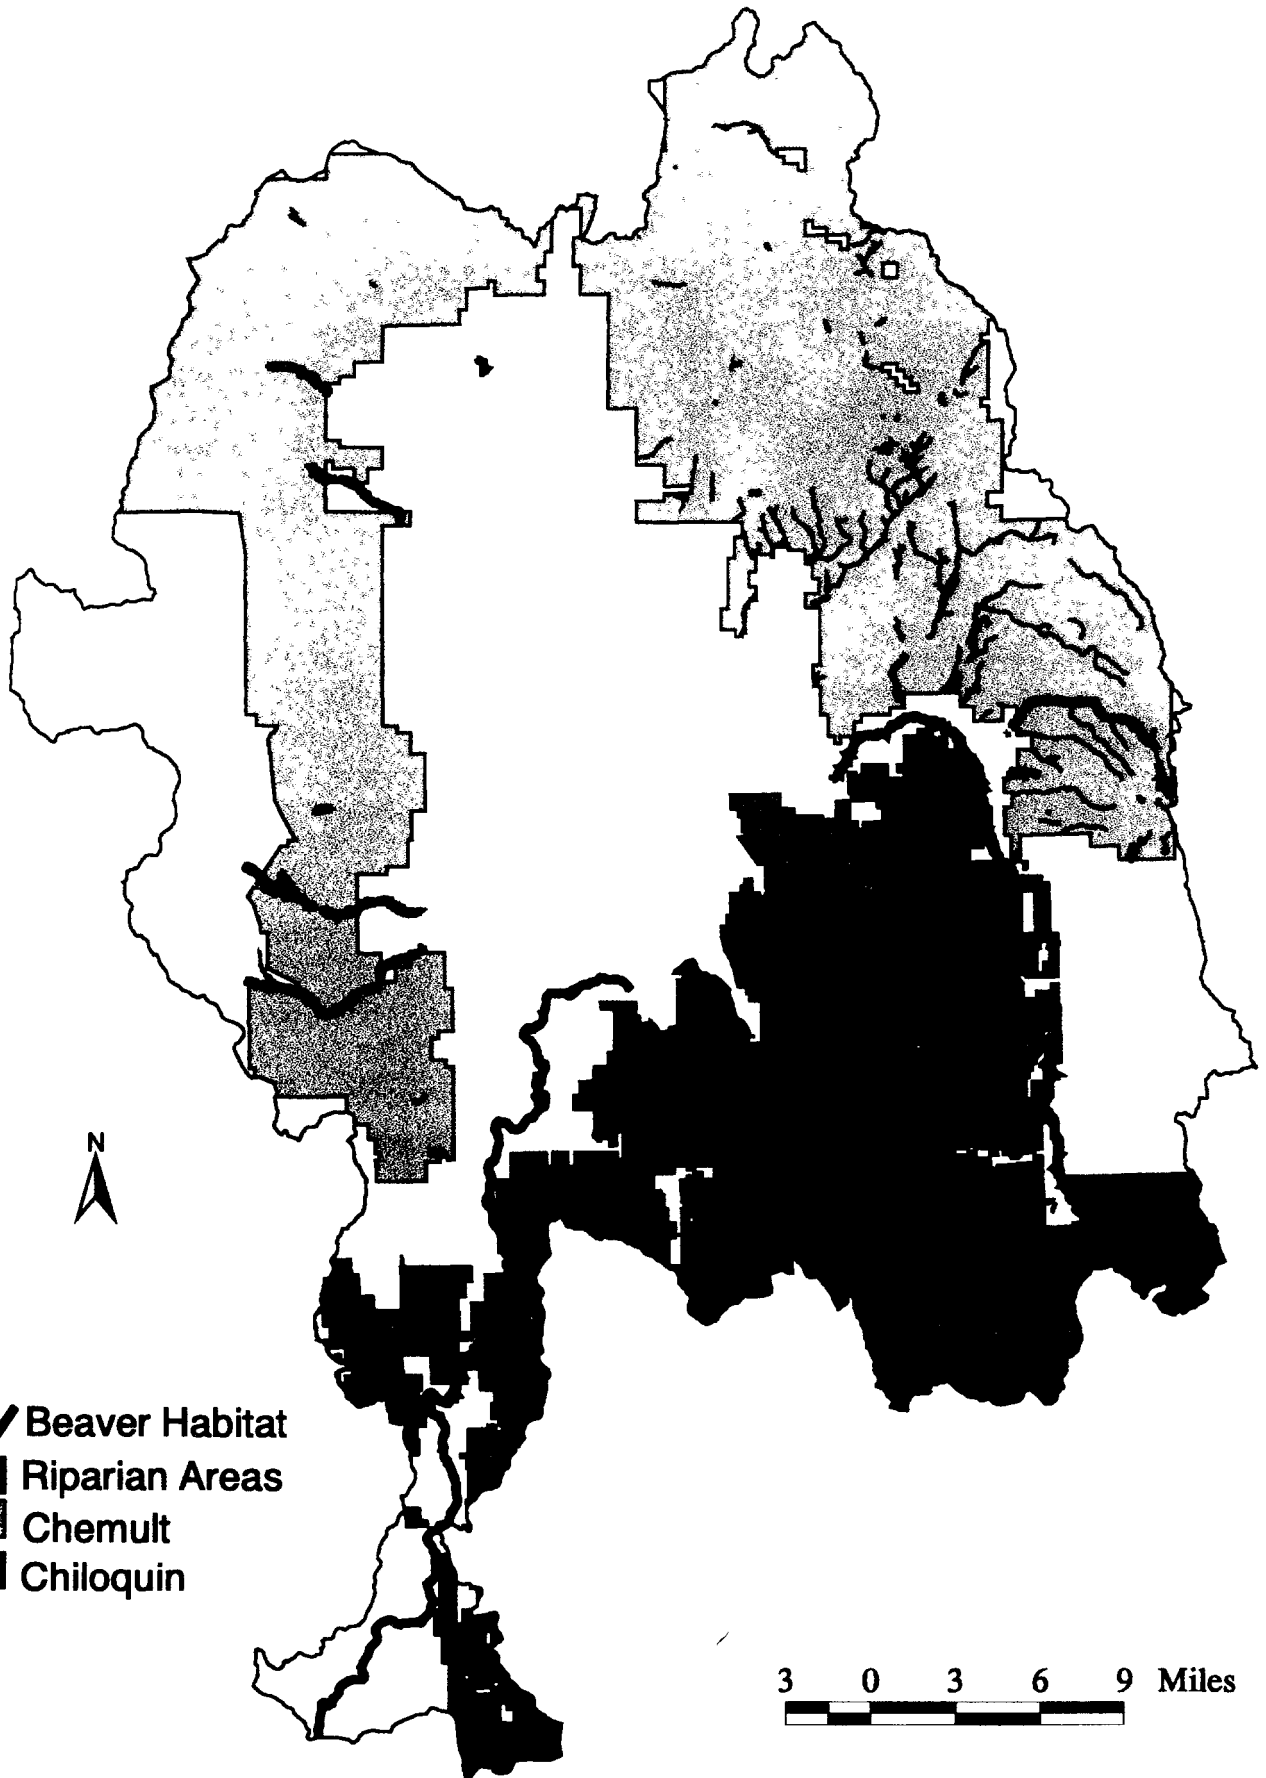 N
Beaver Habitat
Riparian Areas
Chemult
Chiloquin
3 0 3 6 9 Miles